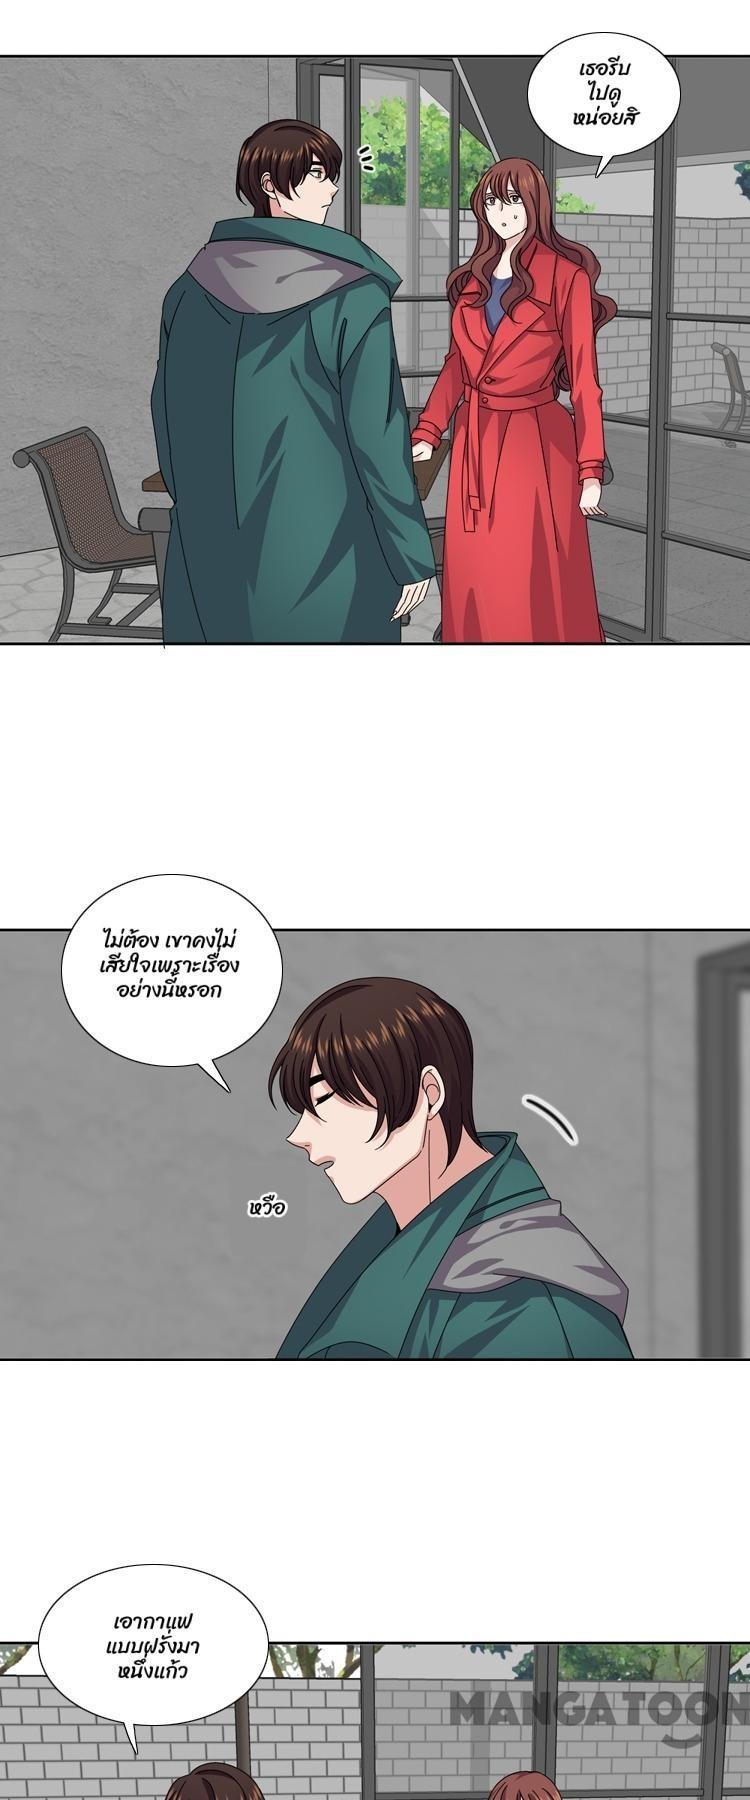 เธอรีบ
ไปดู
หน่อยสิ
ไม่ต้อง เขาคงไม่
เสียใจเพราะเรื่อง
อย่างนี้หรอก
หวือ
เอากาแฟ
แบบฝรั่งมา
หนึ่งแก้ว
MANGATOON